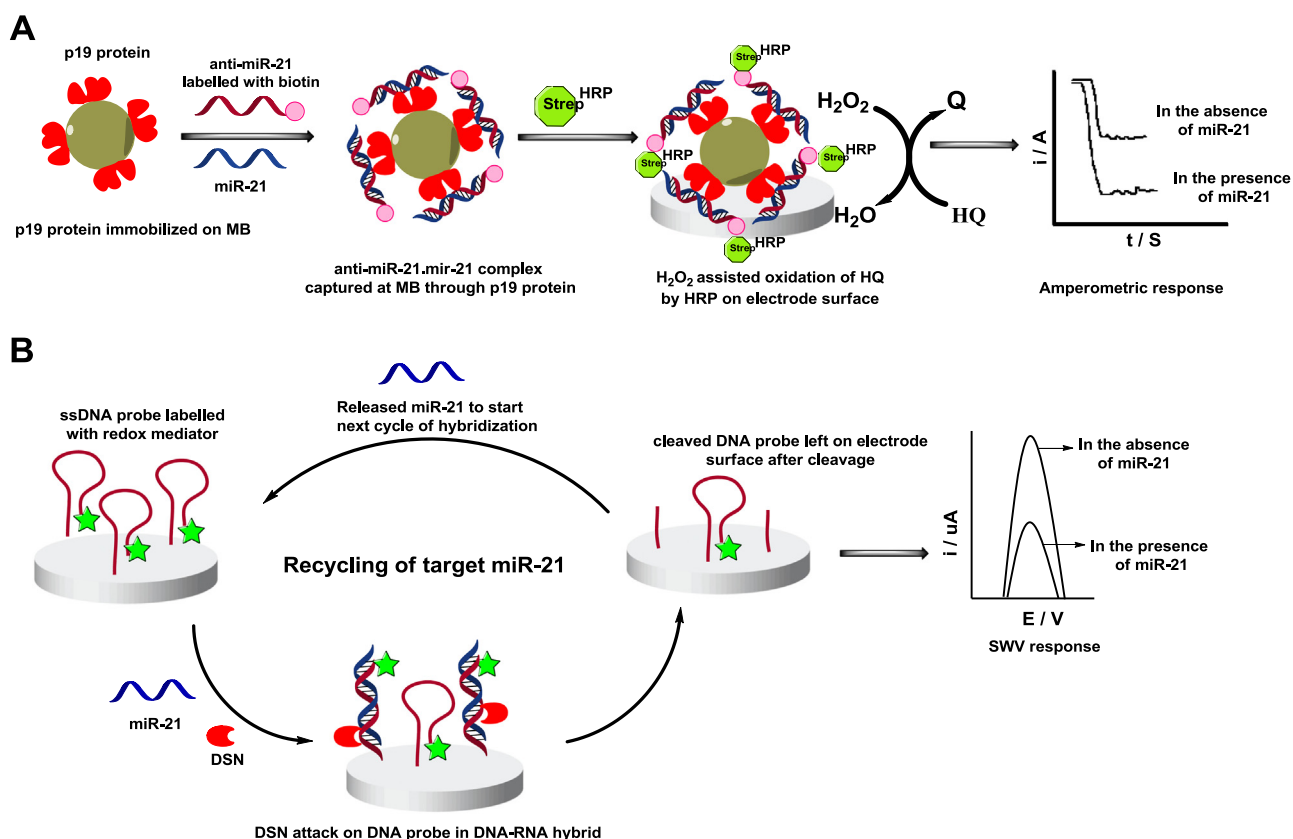 A
p19 protein
anti-miR-21
labelled with biotin
miR-21
p19 protein immobilized on MB
anti-miR-21.mir-21 complex
captured at MB through p19 protein
Strep HRP
Strep HRP
Strep HRP
Strep HRP
Strep HRP
H₂O₂
Q
H₂O
HQ
H₂O₂ assisted oxidation of HQ
by HRP on electrode surface
i / A
t / S
In the absence
of miR-21
In the presence
of miR-21
Amperometric response
B
ssDNA probe labelled
with redox mediator
Released miR-21 to start
next cycle of hybridization
cleaved DNA probe left on electrode
surface after cleavage
Recycling of target miR-21
miR-21
DSN
DSN attack on DNA probe in DNA-RNA hybrid
i / uA
E / V
In the absence
of miR-21
In the presence
of miR-21
SWV response